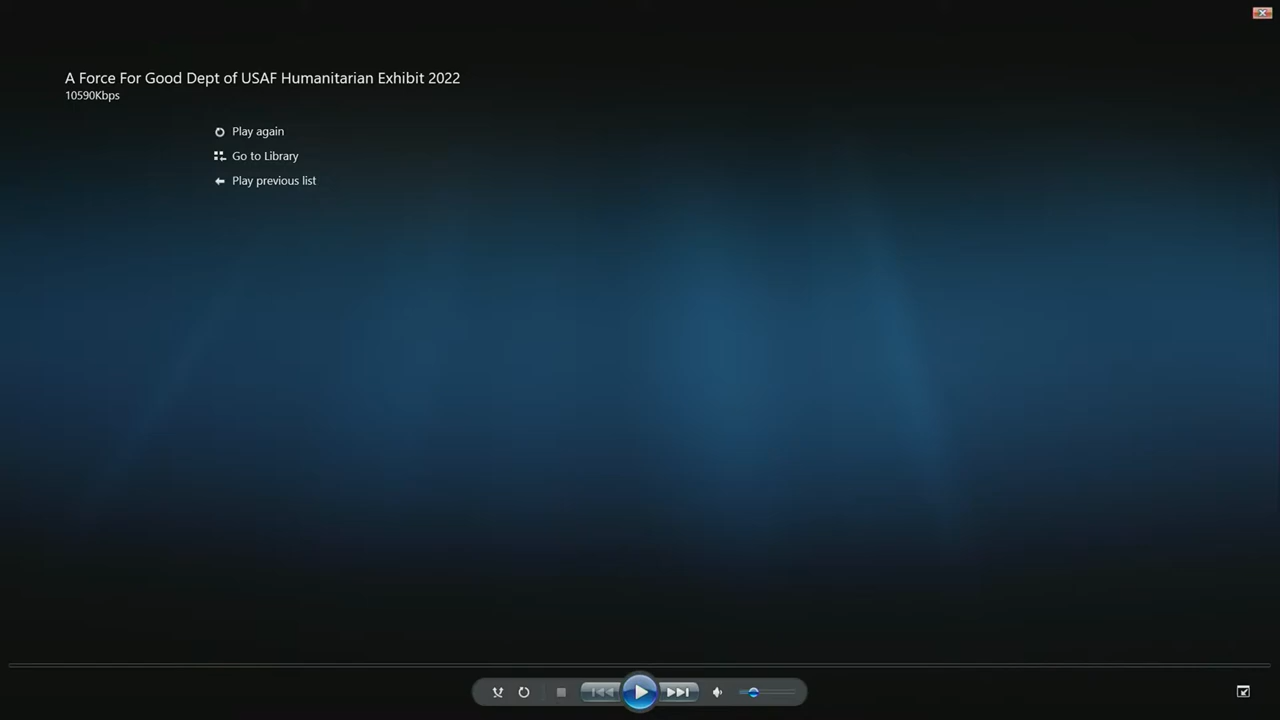 A Force For Good Dept of USAF Humanitarian Exhibit 2022
10590Kbps
Play again
Go to Library
Play previous list